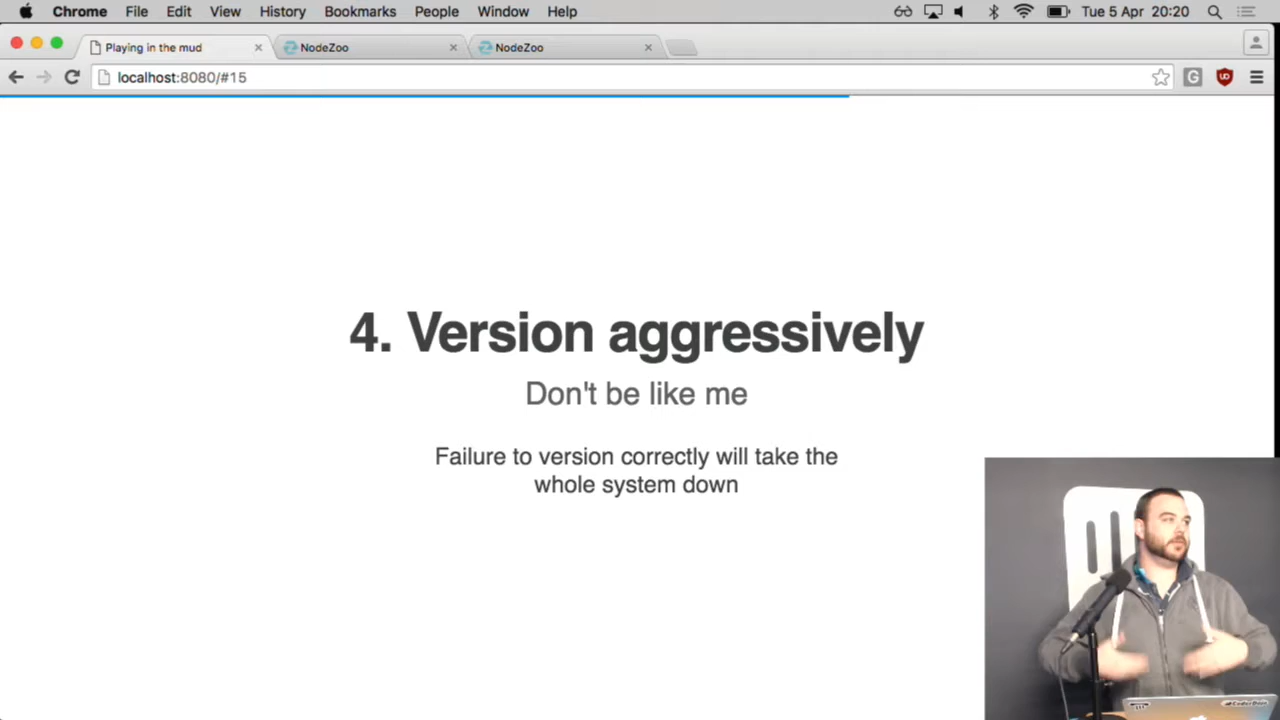 Chrome File Edit View History Bookmarks People Window Help Tue 5 Apr 20:20
Playing in the mud NodeZoo NodeZoo
localhost:8080/#15
4. Version aggressively
Don't be like me
Failure to version correctly will take the
whole system down